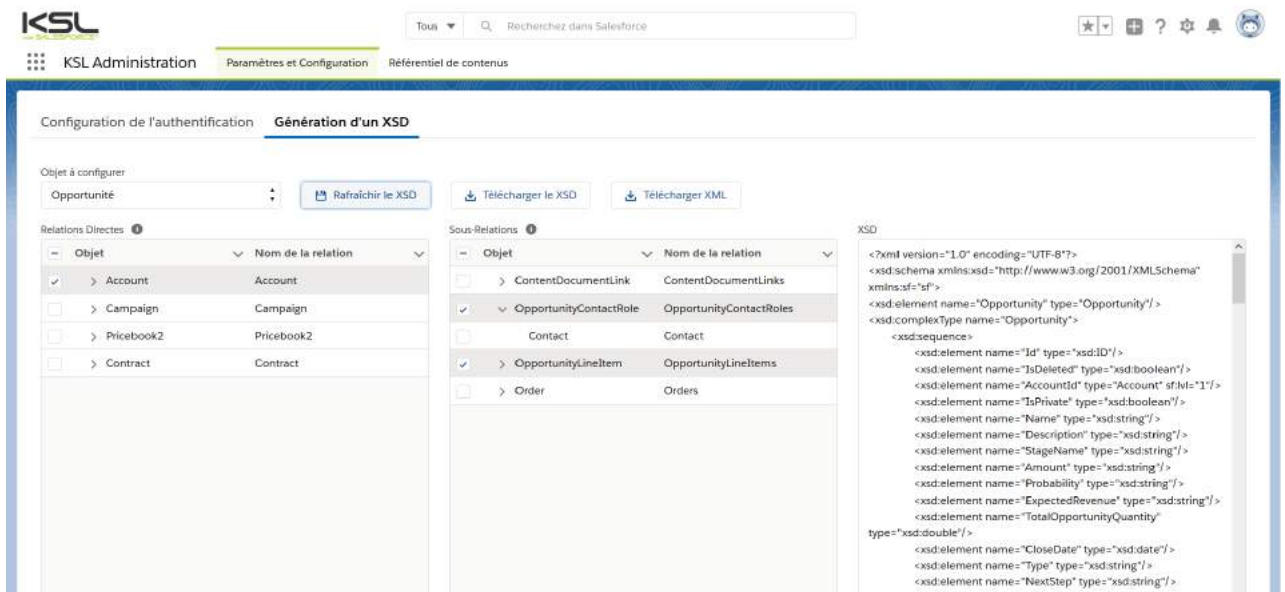 KSL
Tous
Recherchez dans Salesforce
KSL Administration
Paramètres et Configuration
Référentiel de contenus
Configuration de l'authentification
Génération d'un XSD
Objet à configurer
Opportunité
Rafraîchir le XSD
Télécharger le XSD
Télécharger XML
Relations Directes
Objet
Nom de la relation
Account
Account
Campaign
Campaign
Pricebook2
Pricebook2
Contract
Contract
Sous-Relations
Objet
Nom de la relation
ContentDocumentLink
ContentDocumentLinks
OpportunityContactRole
OpportunityContactRoles
Contact
Contact
OpportunityLineItem
OpportunityLineItems
Order
Orders
XSD
<?xml version="1.0" encoding="UTF-8"?>
<xsd:schema xmlns:xsd="http://www.w3.org/2001/XMLSchema"
xmlns:sf="sf">
<xsd:element name="Opportunity" type="Opportunity"/>
<xsd:complexType name="Opportunity">
<xsd:sequence>
<xsd:element name="Id" type="xsd:ID"/>
<xsd:element name="IsDeleted" type="xsd:boolean"/>
<xsd:element name="AccountId" type="Account" sf:lvl="1"/>
<xsd:element name="IsPrivate" type="xsd:boolean"/>
<xsd:element name="Name" type="xsd:string"/>
<xsd:element name="Description" type="xsd:string"/>
<xsd:element name="StageName" type="xsd:string"/>
<xsd:element name="Amount" type="xsd:string"/>
<xsd:element name="Probability" type="xsd:string"/>
<xsd:element name="ExpectedRevenue" type="xsd:string"/>
<xsd:element name="TotalOpportunityQuantity"
type="xsd:double"/>
<xsd:element name="CloseDate" type="xsd:date"/>
<xsd:element name="Type" type="xsd:string"/>
<xsd:element name="NextStep" type="xsd:string"/>